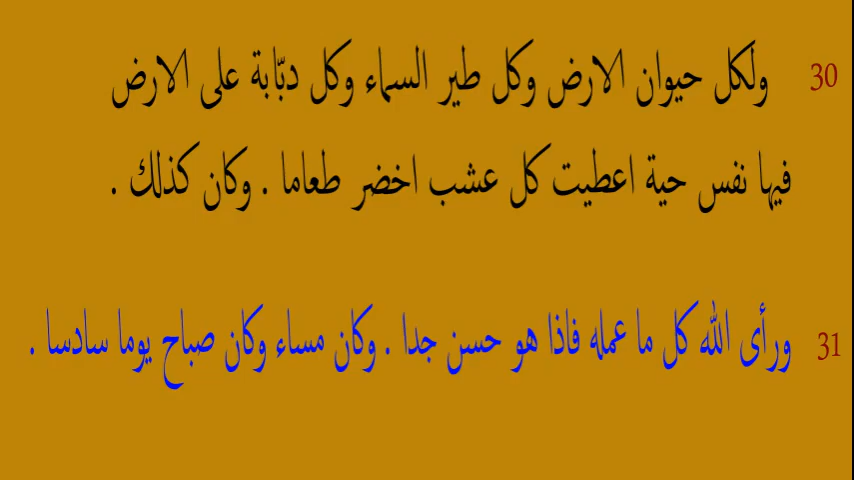 30 ولكل حيوان الارض وكل طير السماء وكل دبّابة على الارض
فيها نفس حية اعطيت كل عشب اخضر طعاما . وكان كذلك .
31 ورأى الله كل ما عمله فاذا هو حسن جدا . وكان مساء وكان صباح يوما سادسا .